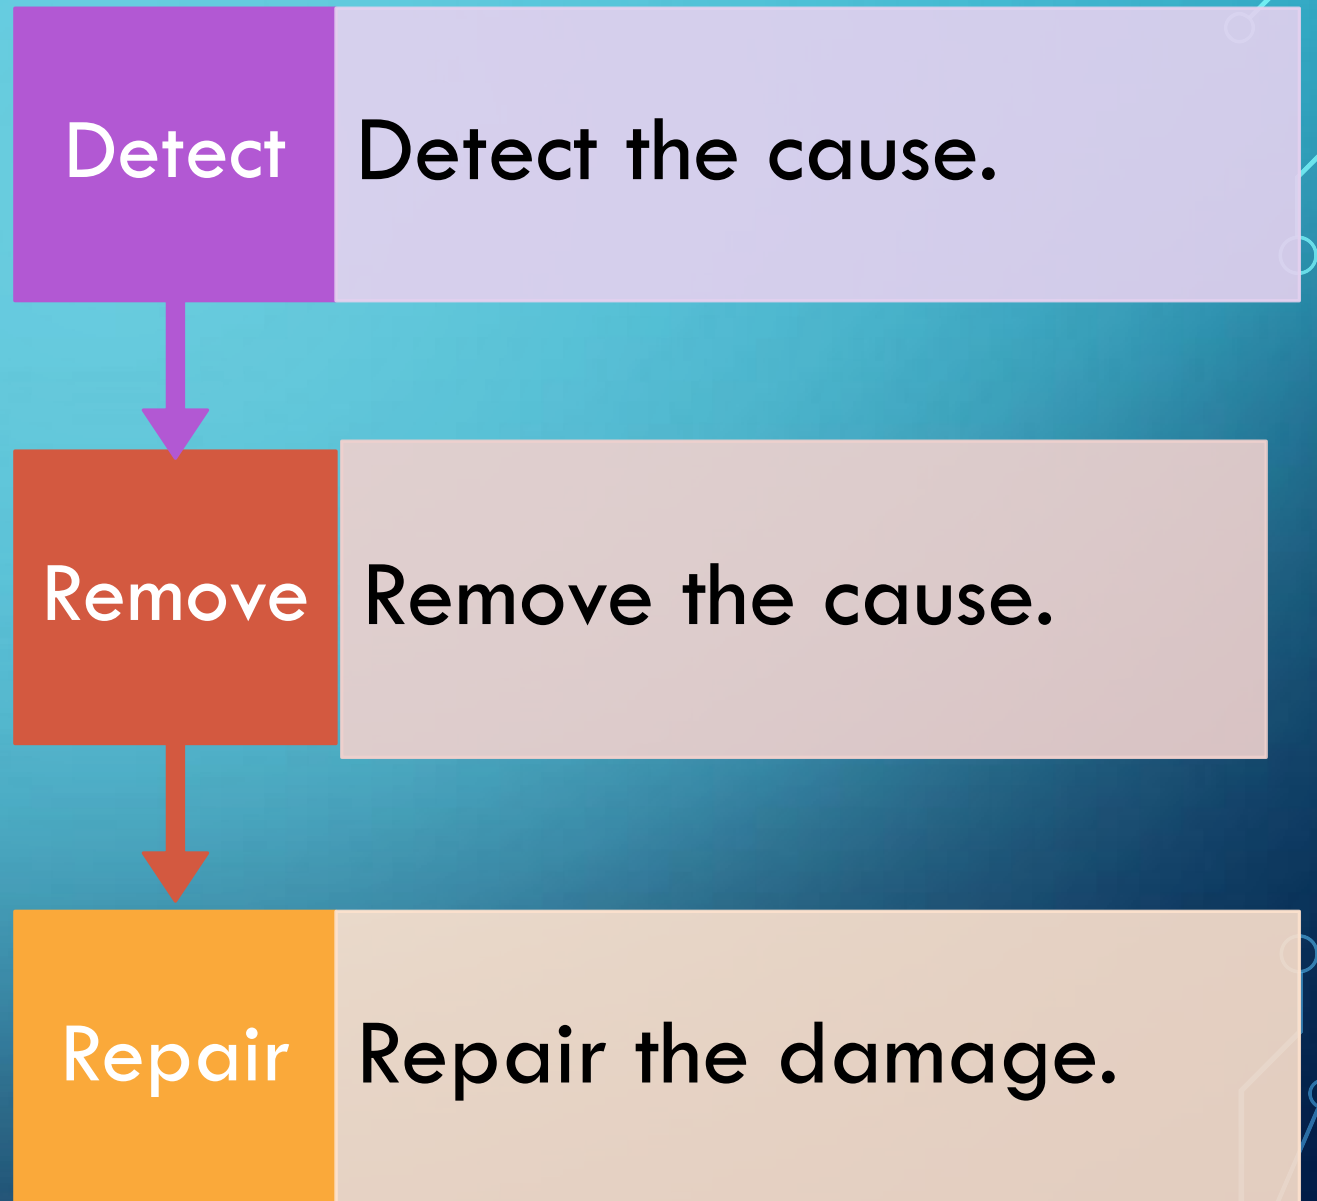 Detect
Detect the cause.
Remove
Remove the cause.
Repair
Repair the damage.